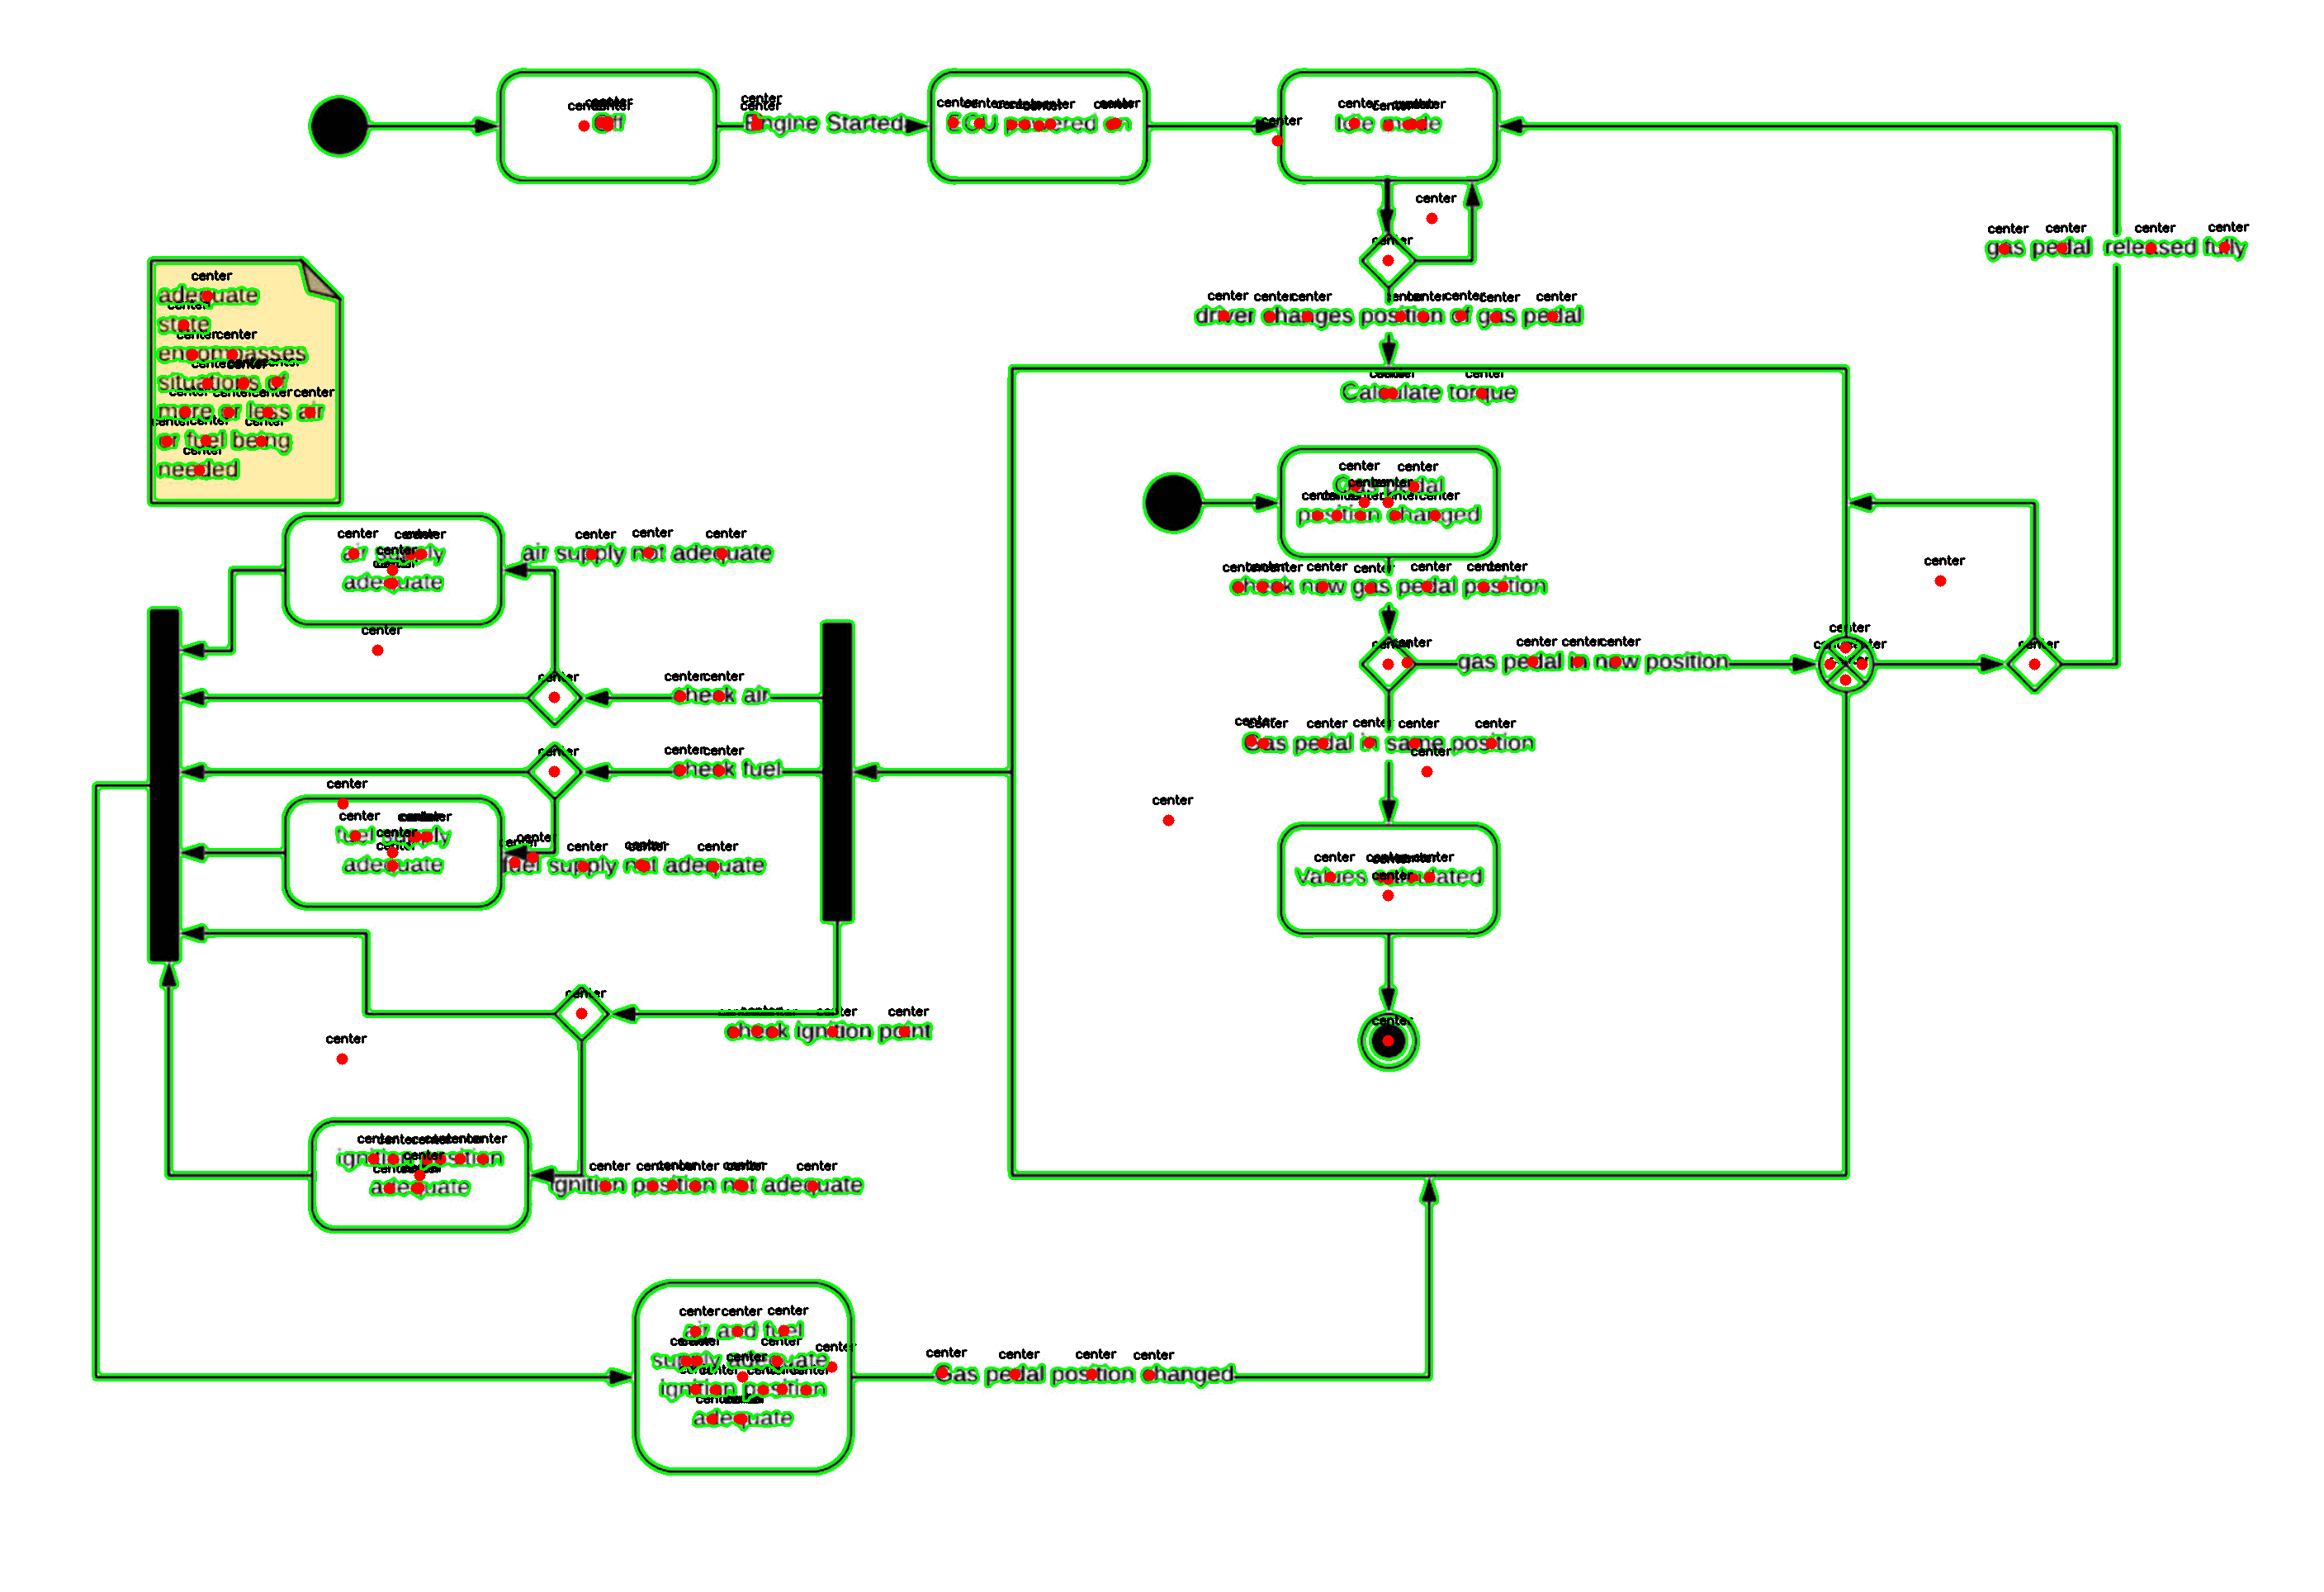 Off
Engine Started
ECU powered on
Idle mode
gas pedal released fully
driver changes position of gas pedal
adequate
state
encompasses
situations of
more or less air
or fuel being
needed
Calculate torque
Gas pedal
position changed
check new gas pedal position
gas pedal in new position
Gas pedal in same position
Values calculated
air supply
adequate
air supply not adequate
check air
check fuel
fuel supply
adequate
fuel supply not adequate
check ignition point
ignition position
adequate
ignition position not adequate
air and fuel
supply adequate
ignition position
adequate
Gas pedal position changed
center